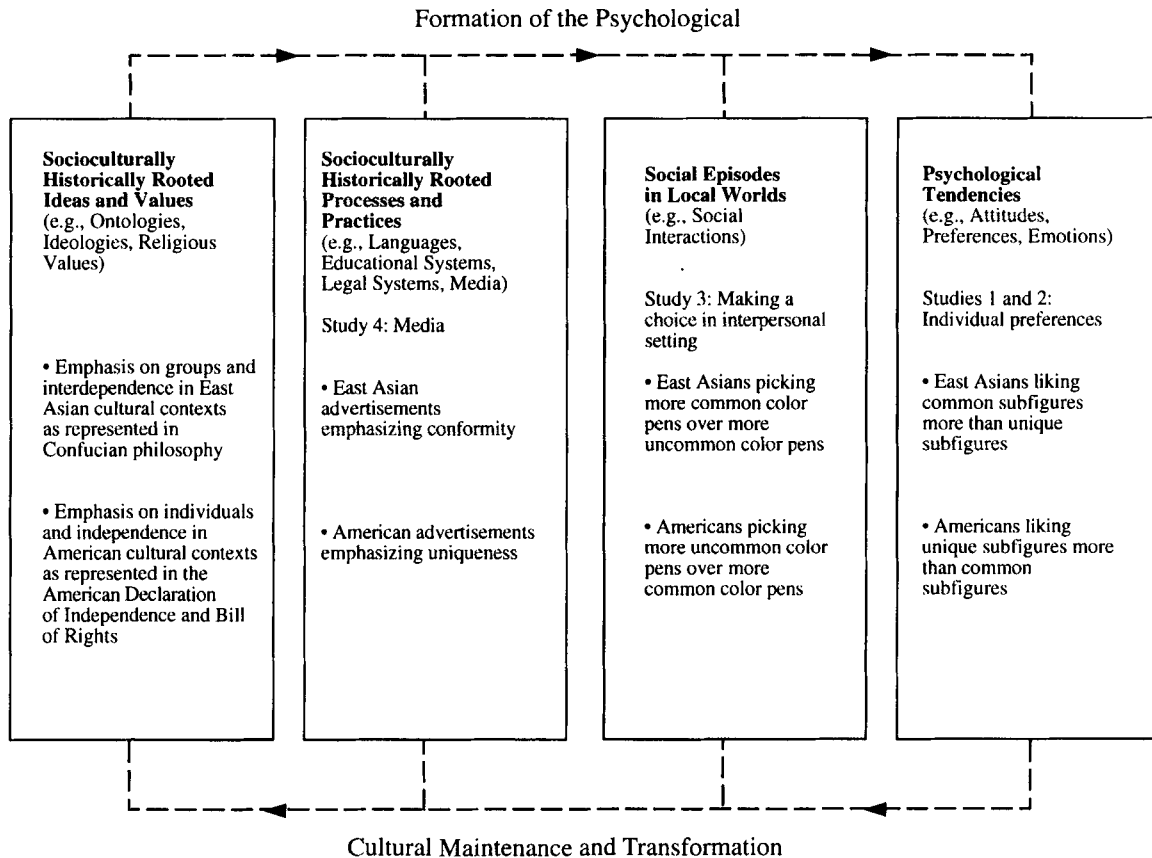 Formation of the Psychological
Socioculturally
Historically Rooted
Ideas and Values
(e.g., Ontologies,
Ideologies, Religious
Values)
• Emphasis on groups and
interdependence in East
Asian cultural contexts
as represented in
Confucian philosophy
• Emphasis on individuals
and independence in
American cultural contexts
as represented in the
American Declaration
of Independence and Bill
of Rights
Socioculturally
Historically Rooted
Processes and
Practices
(e.g., Languages,
Educational Systems,
Legal Systems, Media)
Study 4: Media
• East Asian
advertisements
emphasizing conformity
• American advertisements
emphasizing uniqueness
Social Episodes
in Local Worlds
(e.g., Social
Interactions)
Study 3: Making a
choice in interpersonal
setting
• East Asians picking
more common color
pens over more
uncommon color pens
• Americans picking
more uncommon color
pens over more
common color pens
Psychological
Tendencies
(e.g., Attitudes,
Preferences, Emotions)
Studies 1 and 2:
Individual preferences
• East Asians liking
common subfigures
more than unique
subfigures
• Americans liking
unique subfigures more
than common
subfigures
Cultural Maintenance and Transformation